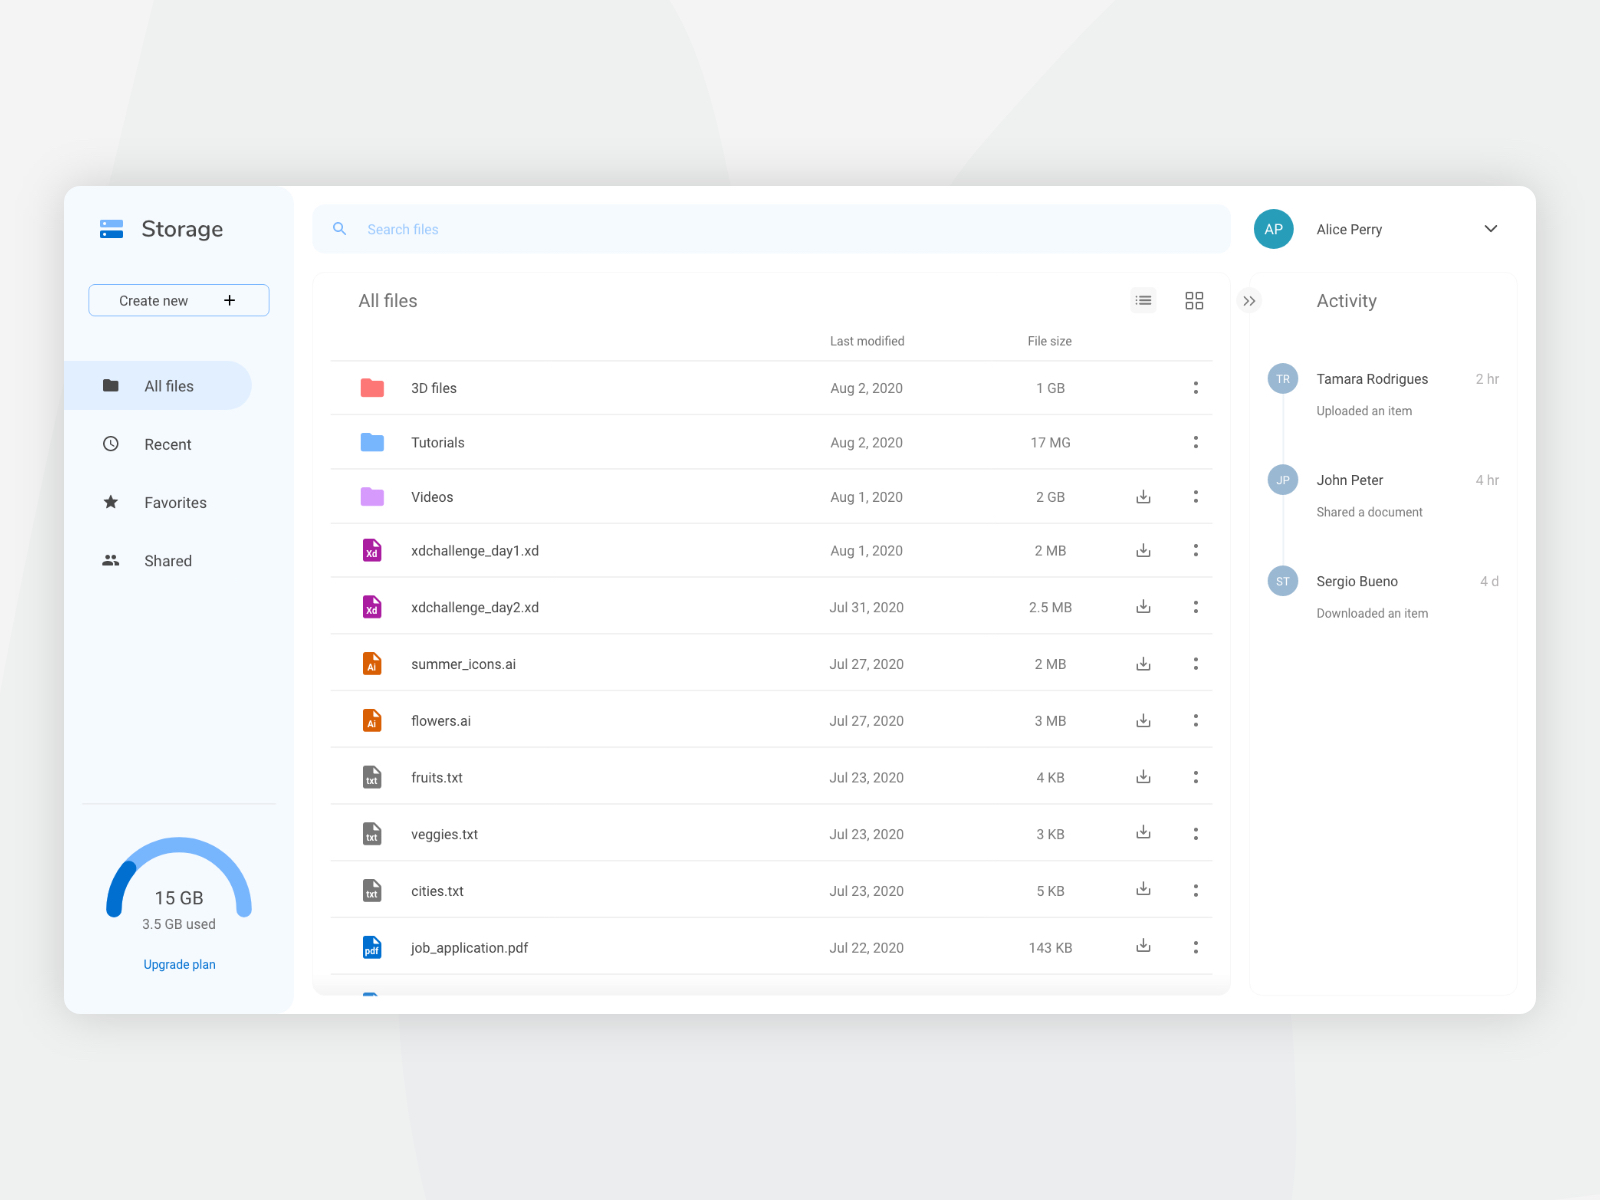 Storage
Create new +
All files
Recent
Favorites
Shared
15 GB
3.5 GB used
Upgrade plan
Search files
All files
Last modified File size
3D files Aug 2, 2020 1 GB
Tutorials Aug 2, 2020 17 MG
Videos Aug 1, 2020 2 GB
Xd xdchallenge_day1.xd Aug 1, 2020 2 MB
Xd xdchallenge_day2.xd Jul 31, 2020 2.5 MB
Ai summer_icons.ai Jul 27, 2020 2 MB
Ai flowers.ai Jul 27, 2020 3 MB
txt fruits.txt Jul 23, 2020 4 KB
txt veggies.txt Jul 23, 2020 3 KB
txt cities.txt Jul 23, 2020 5 KB
pdf job_application.pdf Jul 22, 2020 143 KB
AP Alice Perry
Activity
TR Tamara Rodrigues 2 hr
Uploaded an item
JP John Peter 4 hr
Shared a document
ST Sergio Bueno 4 d
Downloaded an item